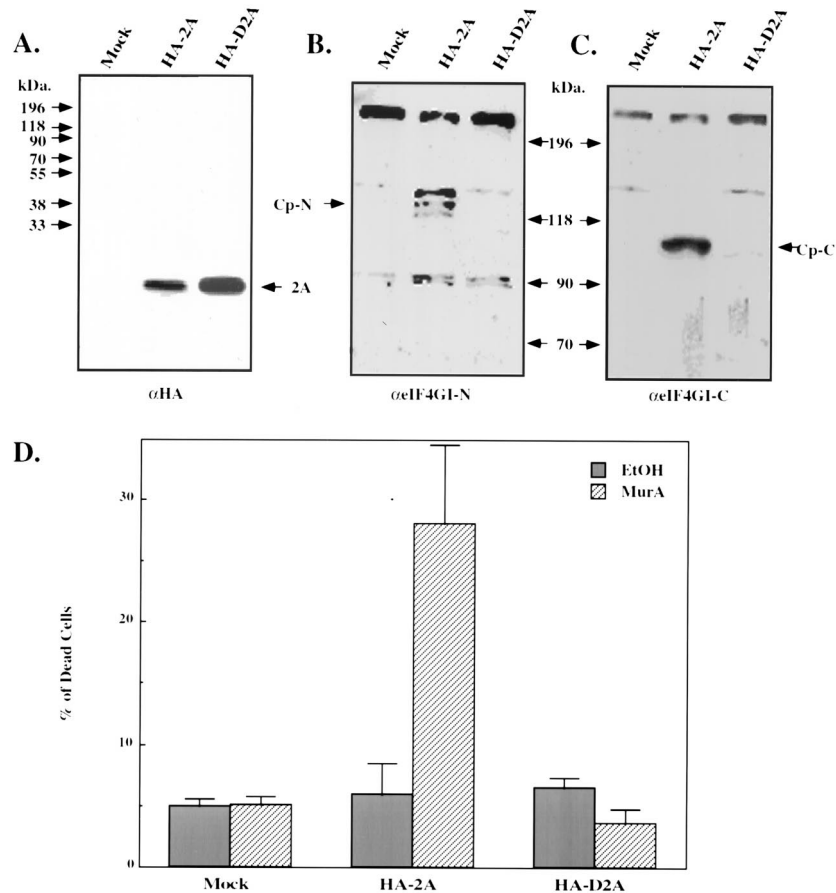 A.
Mock
HA-2A
HA-D2A
kDa.
196
118
90
70
55
38
33
2A
αHA
B.
Mock
HA-2A
HA-D2A
Cp-N
αeIF4GI-N
kDa.
196
118
90
70
C.
Mock
HA-2A
HA-D2A
Cp-C
αeIF4GI-C
D.
% of Dead Cells
30
20
10
0
EtOH
MurA
Mock
HA-2A
HA-D2A